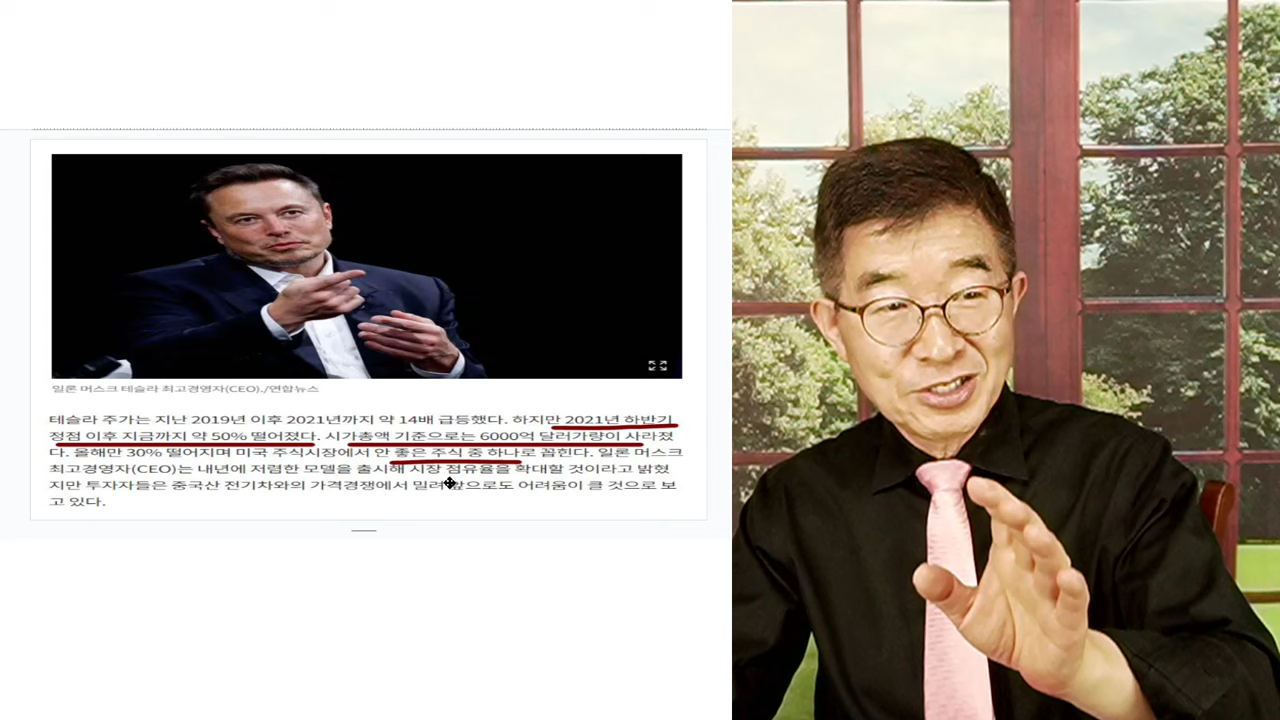 일론 머스크 테슬라 최고경영자(CEO)./연합뉴스
테슬라 주가는 지난 2019년 이후 2021년까지 약 14배 급등했다. 하지만 2021년 하반기
정점 이후 지금까지 약 50% 떨어졌다. 시가총액 기준으로는 6000억 달러가량이 사라졌
다. 올해만 30% 떨어지며 미국 주식시장에서 안 좋은 주식 중 하나로 꼽힌다. 일론 머스크
최고경영자(CEO)는 내년에 저렴한 모델을 출시해 시장 점유율을 확대할 것이라고 밝혔
지만 투자자들은 중국산 전기차와의 가격경쟁에서 밀려 앞으로도 어려움이 클 것으로 보
고 있다.